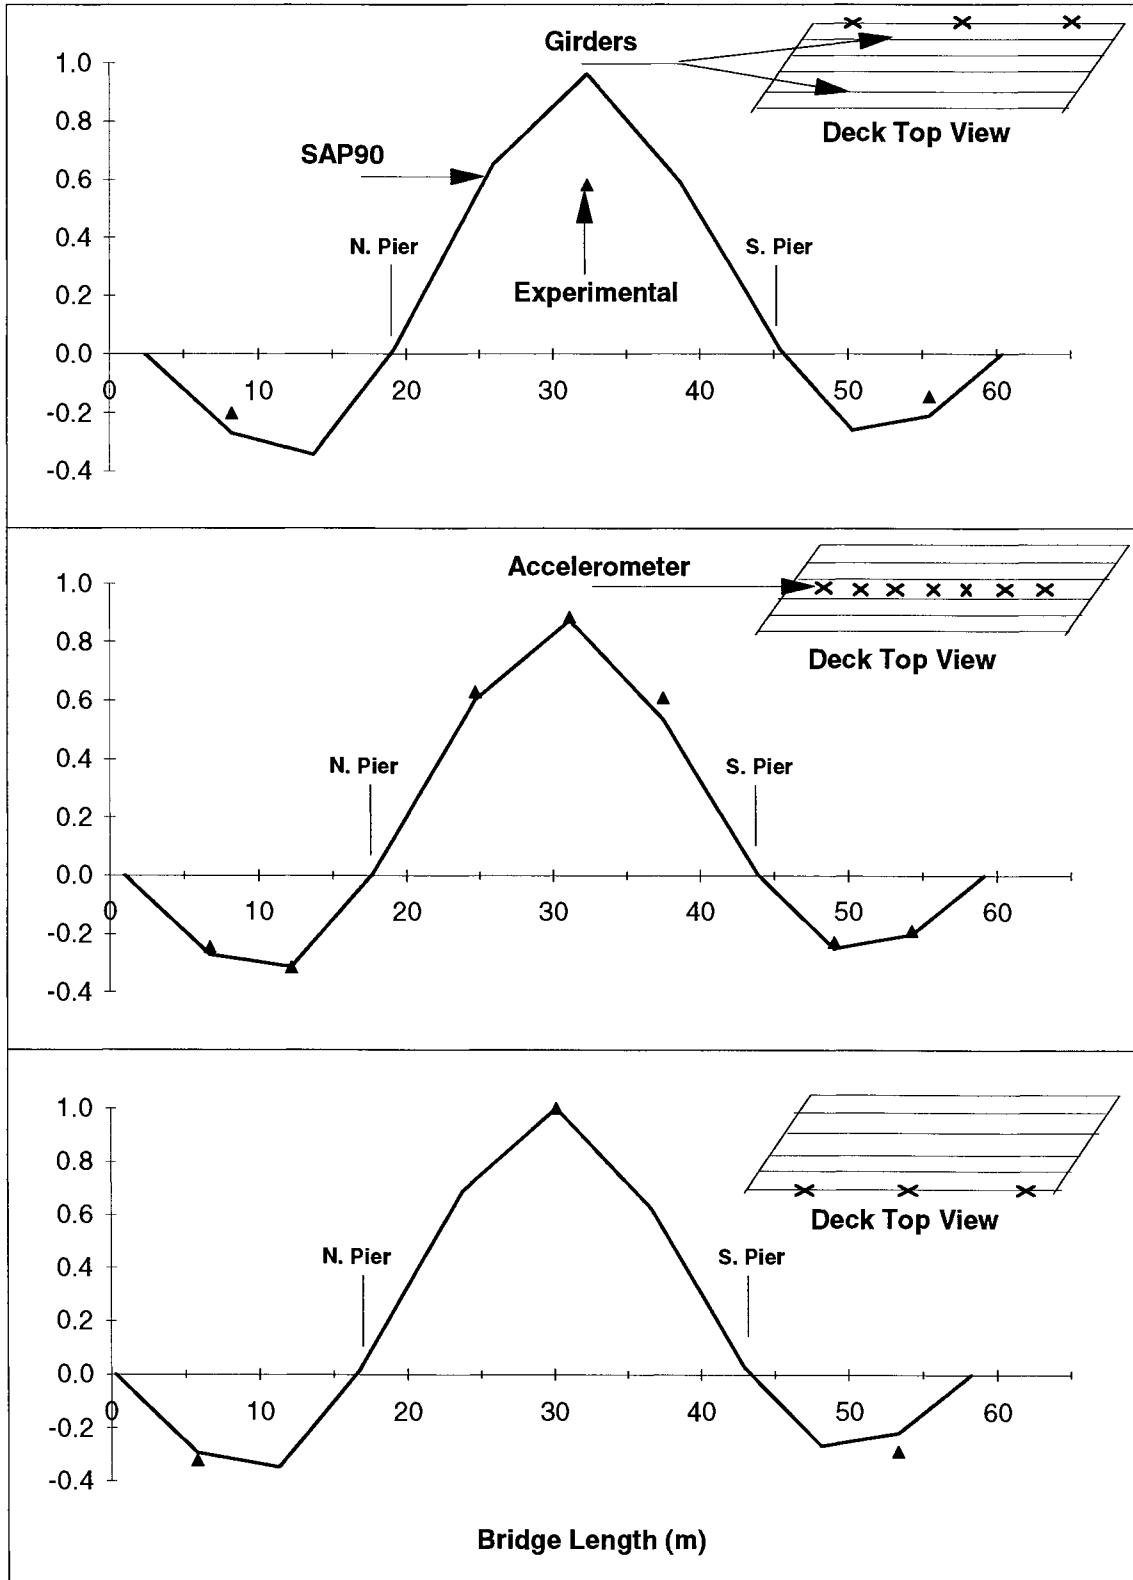 Girders
1.0
Deck Top View
0.8
SAP90
0.6
N. Pier
S. Pier
0.4
Experimental
0.2
0.0
0 10 20 30 40 50 60
-0.2
-0.4
Accelerometer
1.0
Deck Top View
0.8
0.6
N. Pier
S. Pier
0.4
0.2
0.0
0 10 20 30 40 50 60
-0.2
-0.4
1.0
0.8
Deck Top View
0.6
N. Pier
S. Pier
0.4
0.2
0.0
0 10 20 30 40 50 60
-0.2
-0.4
Bridge Length (m)